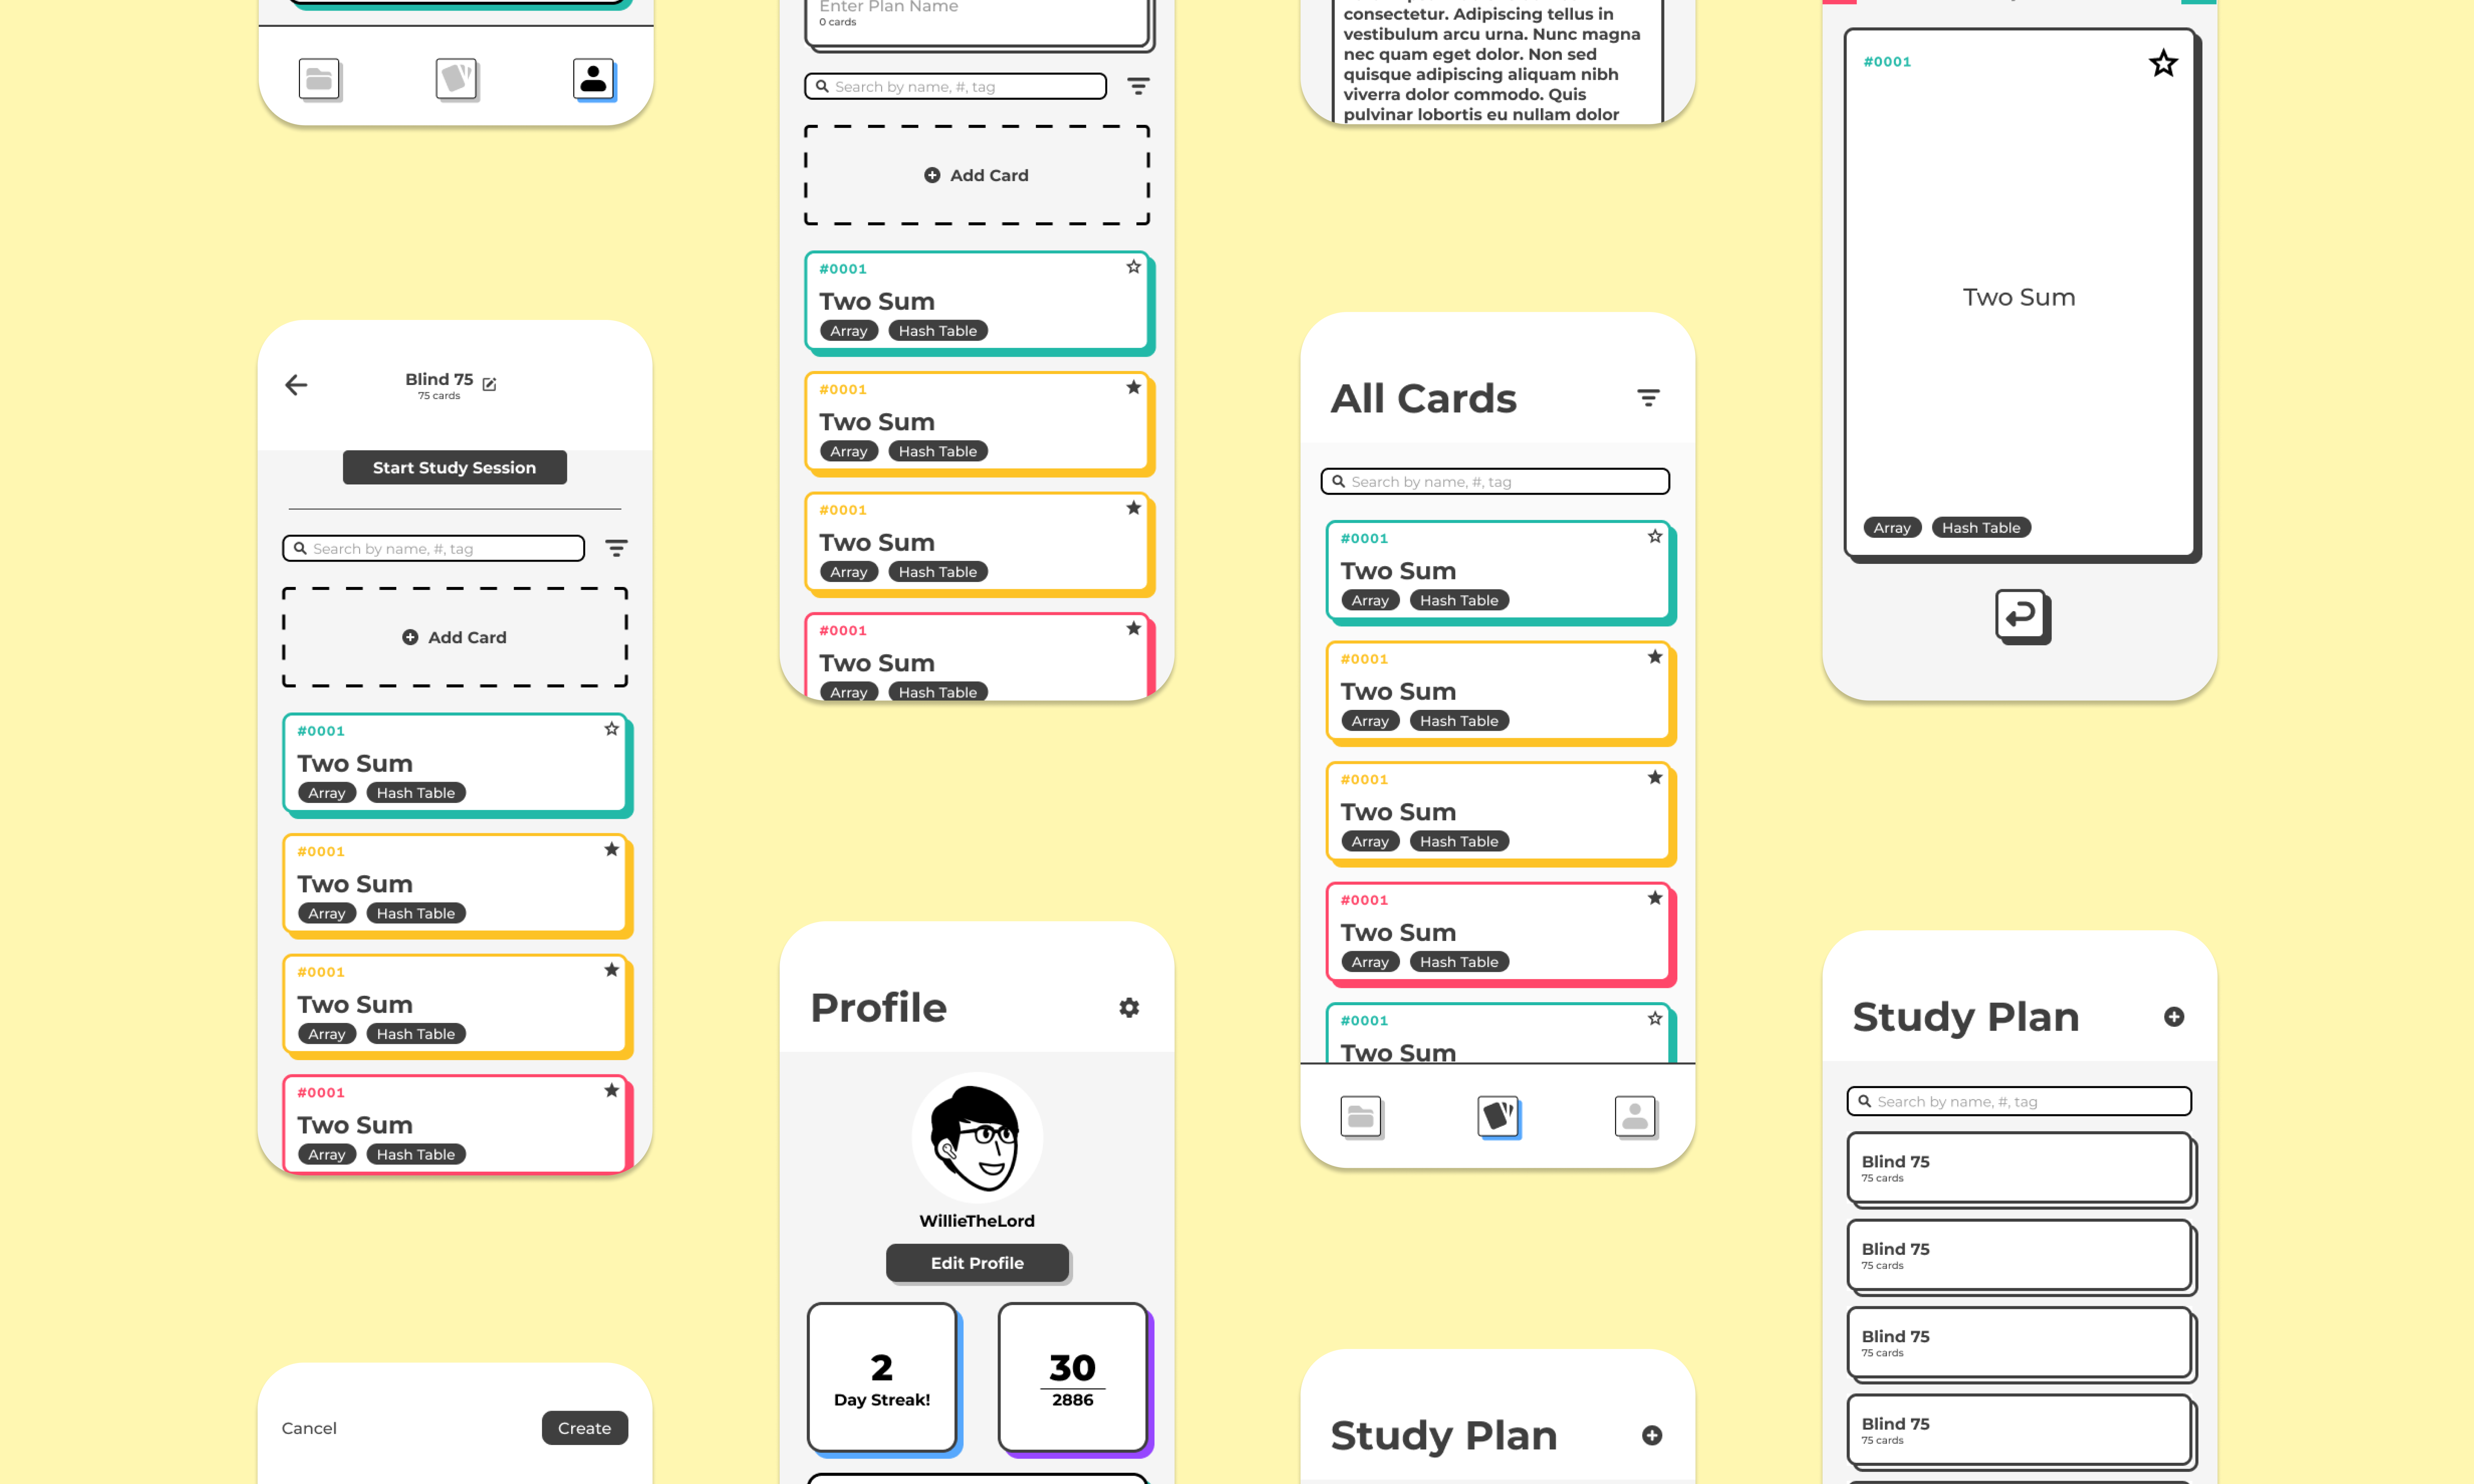 Blind 75
75 cards
Start Study Session
Search by name, #, tag
Add Card
#0001
Two Sum
Array Hash Table
#0001
Two Sum
Array Hash Table
#0001
Two Sum
Array Hash Table
#0001
Two Sum
Array Hash Table
Cancel Create
Enter Plan Name
0 cards
Search by name, #, tag
Add Card
#0001
Two Sum
Array Hash Table
#0001
Two Sum
Array Hash Table
#0001
Two Sum
Array Hash Table
#0001
Two Sum
Array Hash Table
Profile
WillieTheLord
Edit Profile
2
Day Streak!
30
2886
consectetur. Adipiscing tellus in
vestibulum arcu urna. Nunc magna
nec quam eget dolor. Non sed
quisque adipiscing aliquam nibh
viverra dolor commodo. Quis
pulvinar lobortis eu nullam dolor
All Cards
Search by name, #, tag
#0001
Two Sum
Array Hash Table
#0001
Two Sum
Array Hash Table
#0001
Two Sum
Array Hash Table
#0001
Two Sum
Array Hash Table
#0001
Two Sum
Study Plan
#0001
Two Sum
Array Hash Table
Study Plan
Search by name, #, tag
Blind 75
75 cards
Blind 75
75 cards
Blind 75
75 cards
Blind 75
75 cards